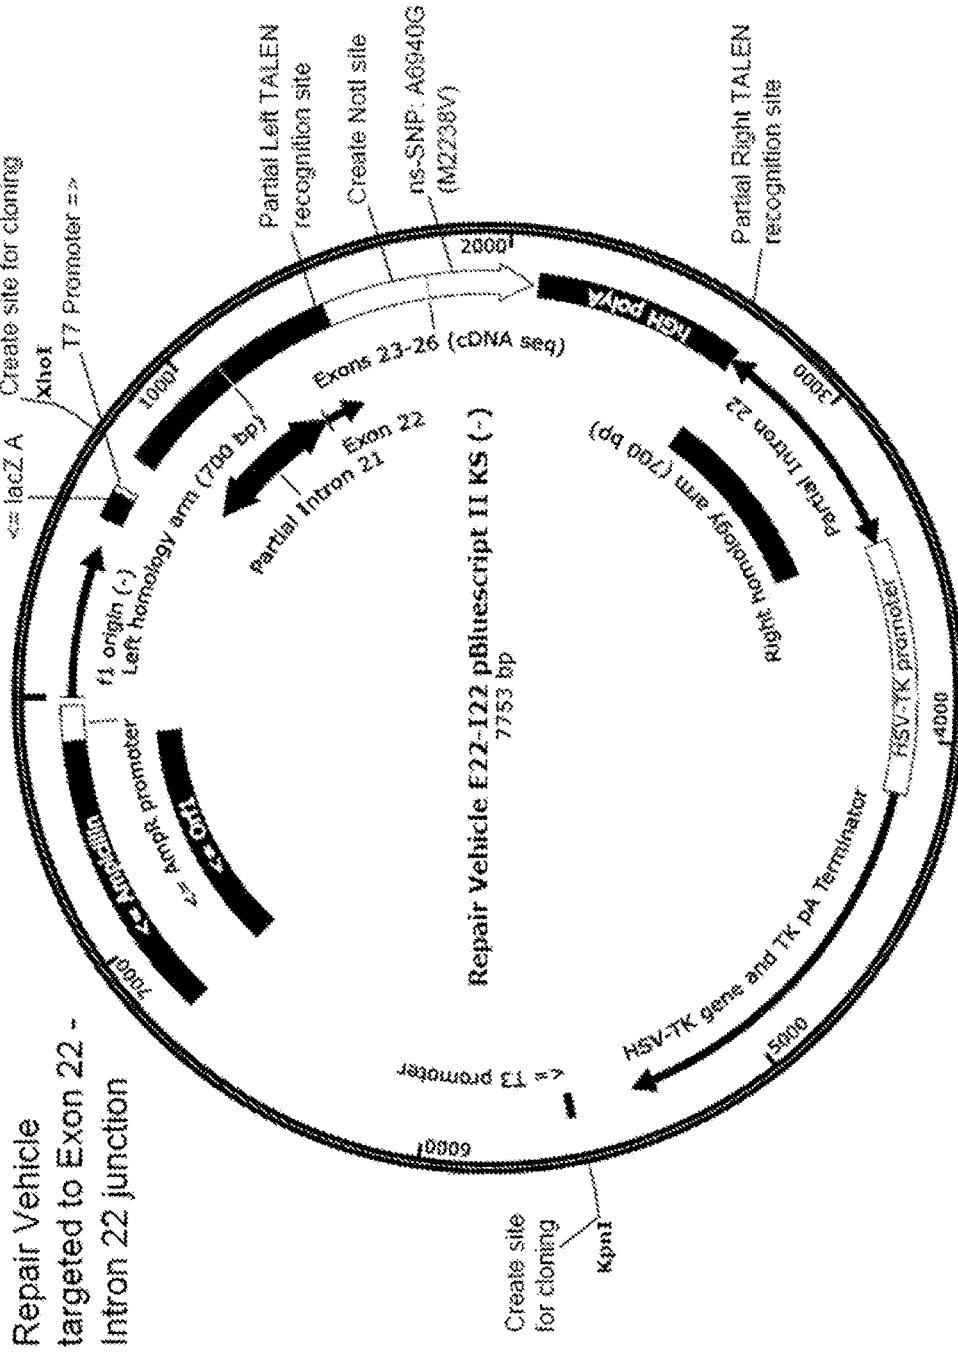 Repair Vehicle
targeted to Exon 22 -
Intron 22 junction
<= lacZ A
Create site for cloning
XhoI
T7 Promoter =>
1000
Partial Left TALEN
recognition site
Create NotI site
ns-SNP: A6940G
(M2238V)
2000
Partial Right TALEN
recognition site
3000
4000
5000
6000
7000
f1 origin (-)
Left homology arm (700 bp)
Partial Intron 21
Exon 22
Exons 23-26 (cDNA seq)
hGH polyA
Partial Intron 22
Right homology arm (700 bp)
HSV-TK promoter
HSV-TK gene and TK pA Terminator
<= T3 promoter
KpnI
Create site
for cloning
<= Ampicillin
<= AmpR promoter
<= Orf1
Repair Vehicle E22-I22 pBluescript II KS (-)
7753 bp